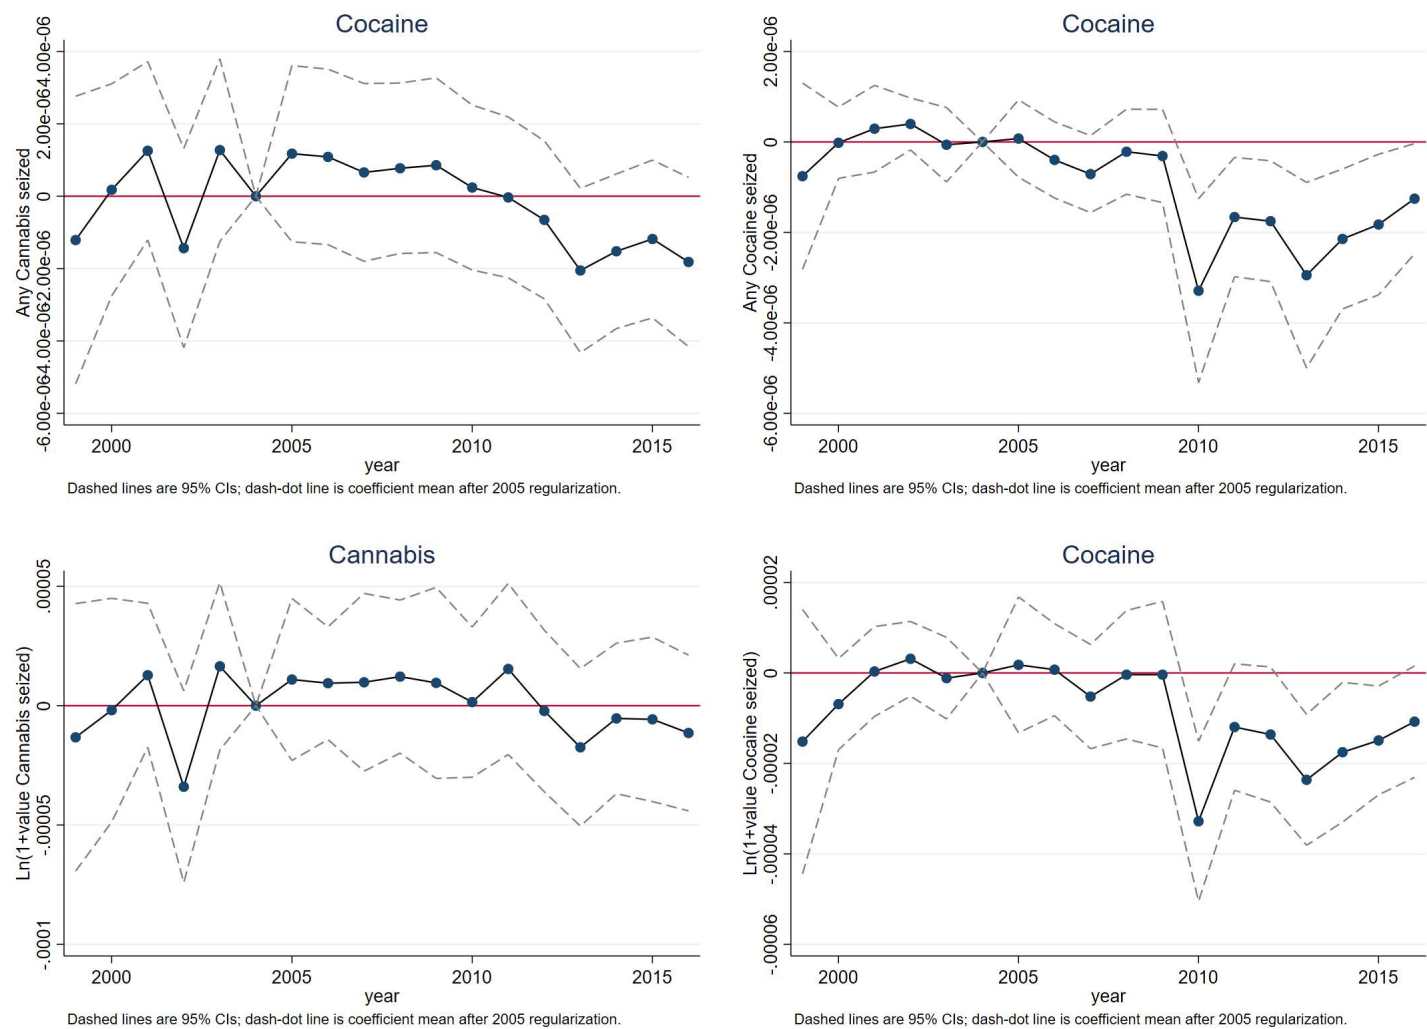 Cocaine
Any Cannabis seized
-6.00e-064.00e-062.00e-06 0 2.00e-064.00e-06
2000 2005 2010 2015
year
Dashed lines are 95% CIs; dash-dot line is coefficient mean after 2005 regularization.
Cocaine
Any Cocaine seized
-6.00e-06 -4.00e-06 -2.00e-06 0 2.00e-06
2000 2005 2010 2015
year
Dashed lines are 95% CIs; dash-dot line is coefficient mean after 2005 regularization.
Cannabis
Ln(1+value Cannabis seized)
-.0001 -.00005 0 .00005
2000 2005 2010 2015
year
Dashed lines are 95% CIs; dash-dot line is coefficient mean after 2005 regularization.
Cocaine
Ln(1+value Cocaine seized)
-.00006 -.00004 -.00002 0 .00002
2000 2005 2010 2015
year
Dashed lines are 95% CIs; dash-dot line is coefficient mean after 2005 regularization.